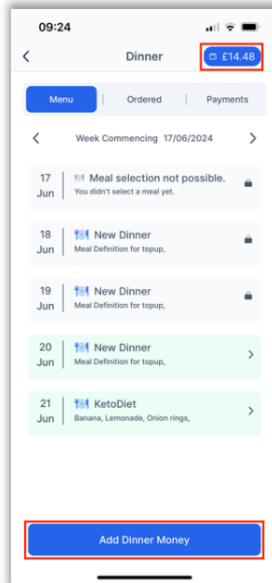 09:24
Dinner
£14.48
Menu
Ordered
Payments
Week Commencing 17/06/2024
17 Jun
Meal selection not possible.
You didn't select a meal yet.
18 Jun
New Dinner
Meal Definition for topup,
19 Jun
New Dinner
Meal Definition for topup,
20 Jun
New Dinner
Meal Definition for topup,
21 Jun
KetoDiet
Banana, Lemonade, Onion rings,
Add Dinner Money